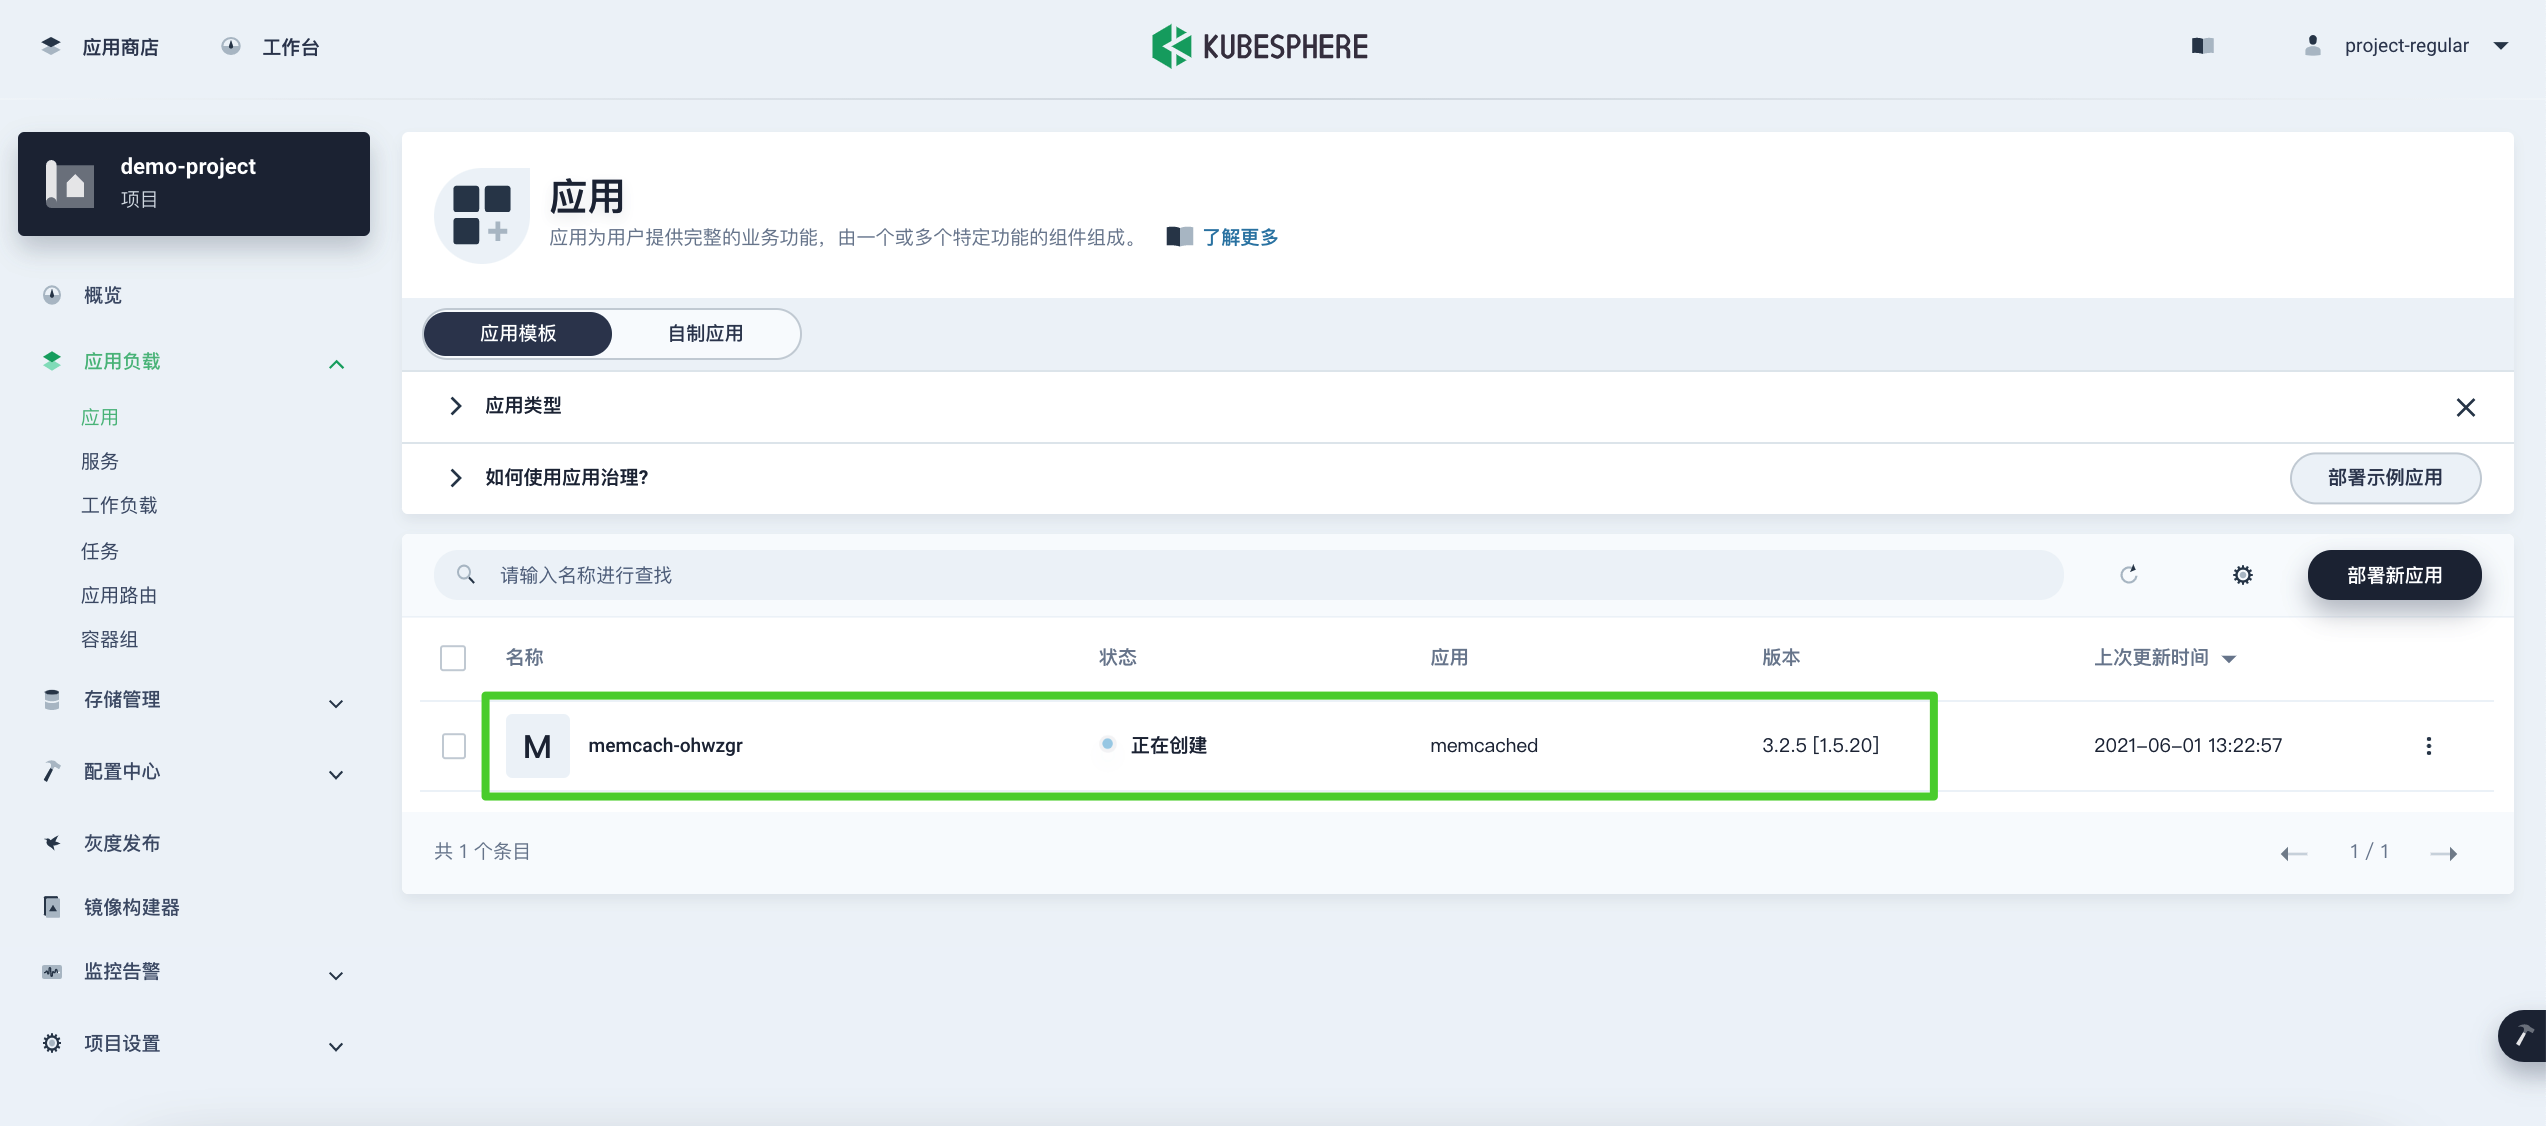 应用商店
工作台
KUBESPHERE
project-regular
demo-project
项目
概览
应用负载
应用
服务
工作负载
任务
应用路由
容器组
存储管理
配置中心
灰度发布
镜像构建器
监控告警
项目设置
应用
应用为用户提供完整的业务功能，由一个或多个特定功能的组件组成。 了解更多
应用模板 自制应用
应用类型
如何使用应用治理?
部署示例应用
请输入名称进行查找
部署新应用
名称 状态 应用 版本 上次更新时间
M memcach-ohwzgr 正在创建 memcached 3.2.5 [1.5.20] 2021-06-01 13:22:57
共 1 个条目
1 / 1